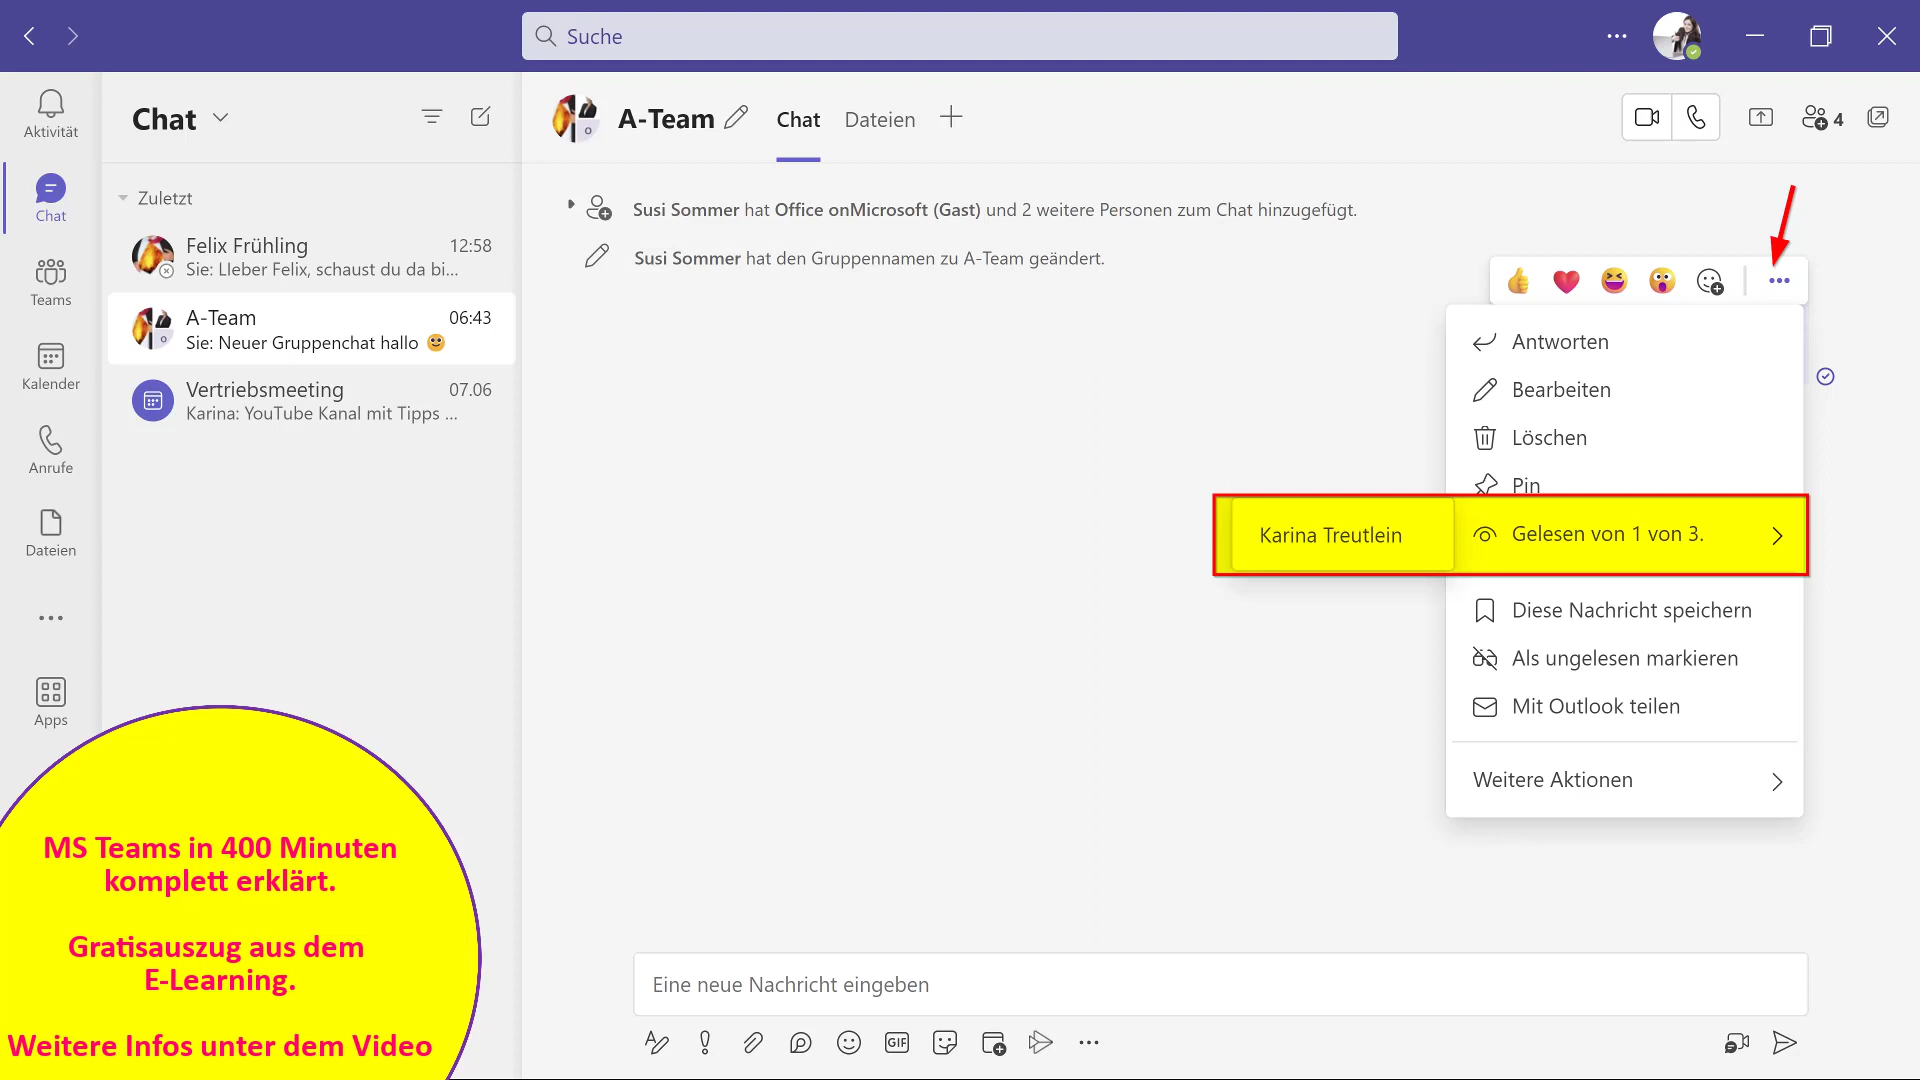 Suche
Aktivität
Chat
Teams
Kalender
Anrufe
Dateien
Apps
Chat
Zuletzt
Felix Frühling 12:58
Sie: LIeber Felix, schaust du da bi...
A-Team 06:43
Sie: Neuer Gruppenchat hallo
Vertriebsmeeting 07.06
Karina: YouTube Kanal mit Tipps ...
A-Team Chat Dateien 4
Susi Sommer hat Office onMicrosoft (Gast) und 2 weitere Personen zum Chat hinzugefügt.
Susi Sommer hat den Gruppennamen zu A-Team geändert.
Antworten
Bearbeiten
Löschen
Pin
Karina Treutlein Gelesen von 1 von 3.
Diese Nachricht speichern
Als ungelesen markieren
Mit Outlook teilen
Weitere Aktionen
Eine neue Nachricht eingeben
GIF
MS Teams in 400 Minuten
komplett erklärt.
Gratisauszug aus dem
E-Learning.
Weitere Infos unter dem Video